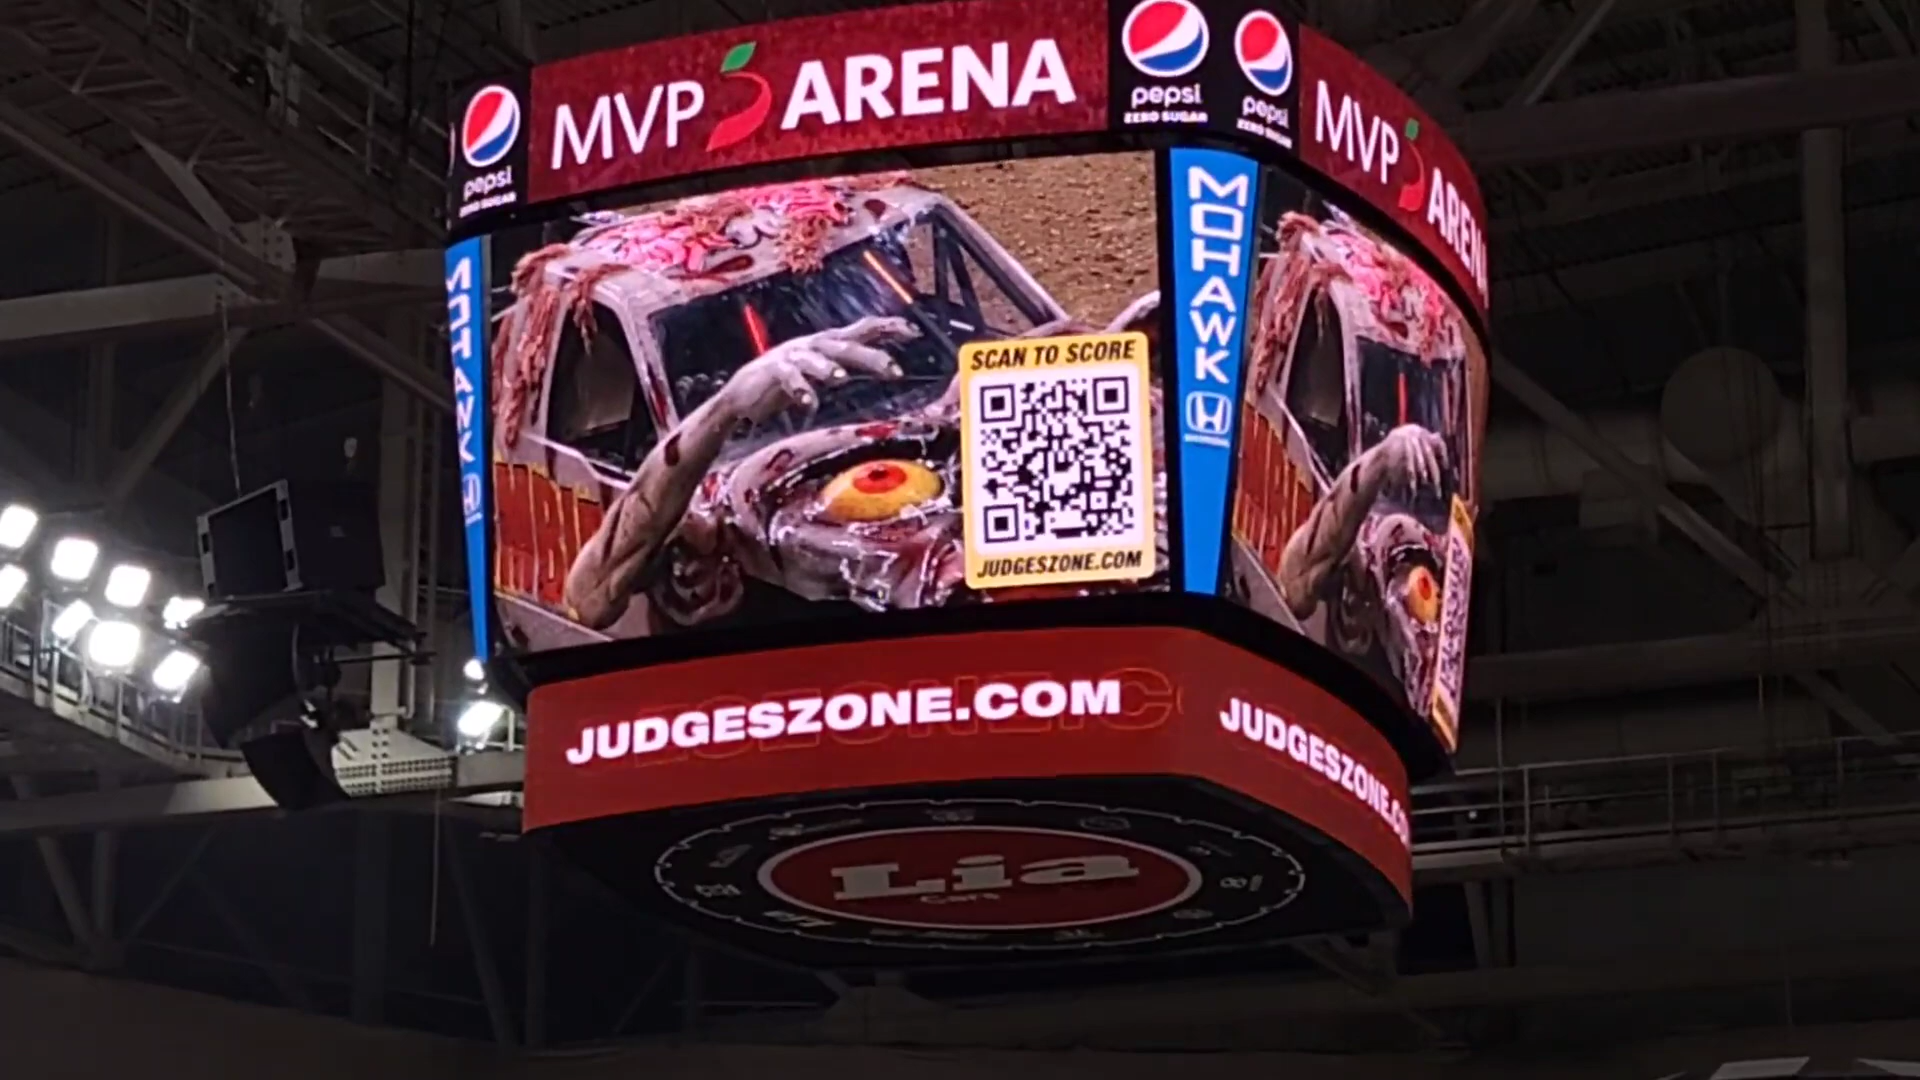 MVP ARENA
pepsi
ZERO SUGAR
pepsi
ZERO SUGAR
pepsi
ZERO SUGAR
MVP ARENA
MOHAWK
MOHAWK
SCAN TO SCORE
JUDGESZONE.COM
JUDGESZONE.COM
JUDGESZONE.CO
Lia
Cars